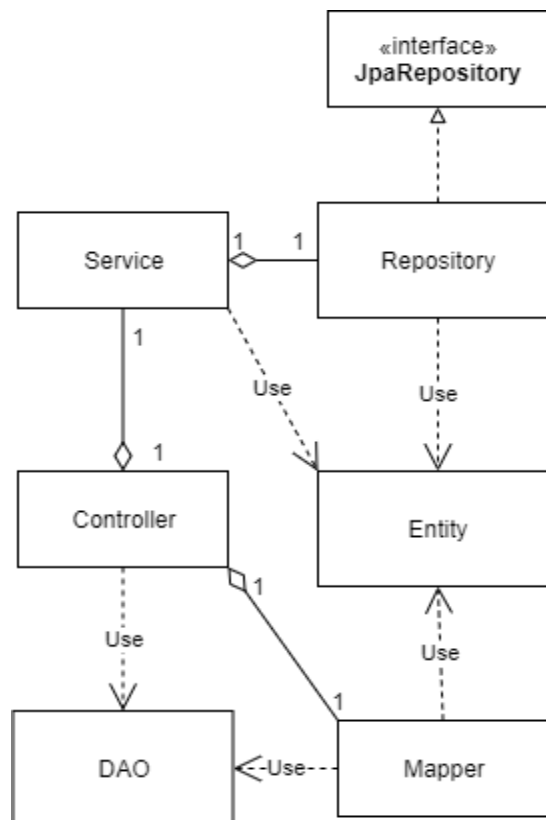 «interface»
JpaRepository
Service
1
1
Repository
1
Use
Use
1
Controller
Entity
1
Use
Use
1
DAO
Use
Mapper